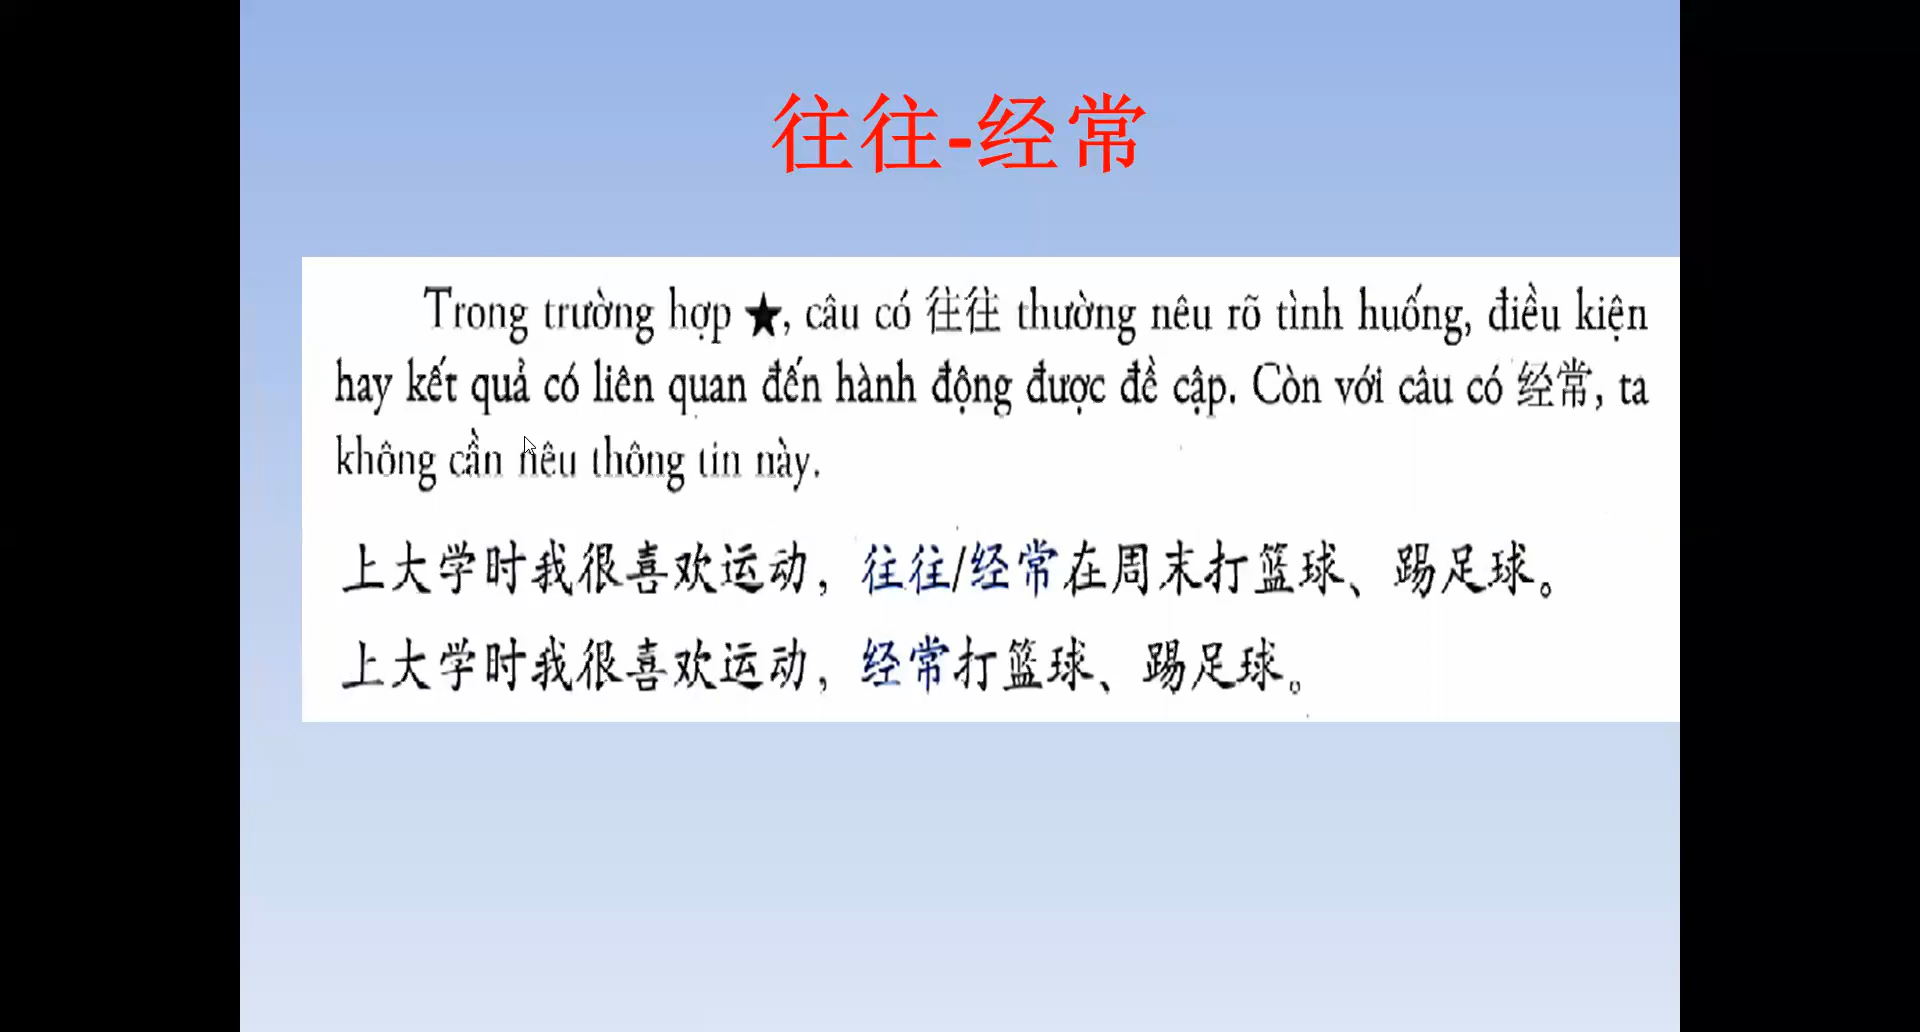 往往-经常
Trong trường hợp ★, câu có 往往 thường nêu rõ tình huống, điều kiện
hay kết quả có liên quan đến hành động được đề cập. Còn với câu có 经常, ta
không cần nêu thông tin này.
上大学时我很喜欢运动，往往/经常在周末打篮球、踢足球。
上大学时我很喜欢运动，经常打篮球、踢足球。